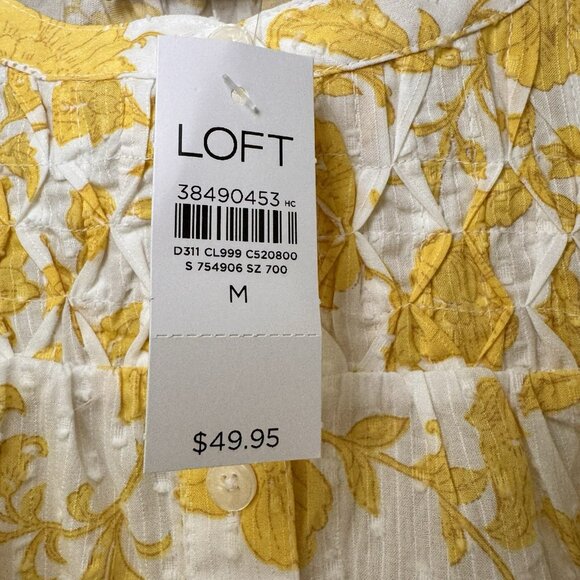 LOFT
38490453 HC
D311 CL999 C520800
S 754906 SZ 700
M
$49.95